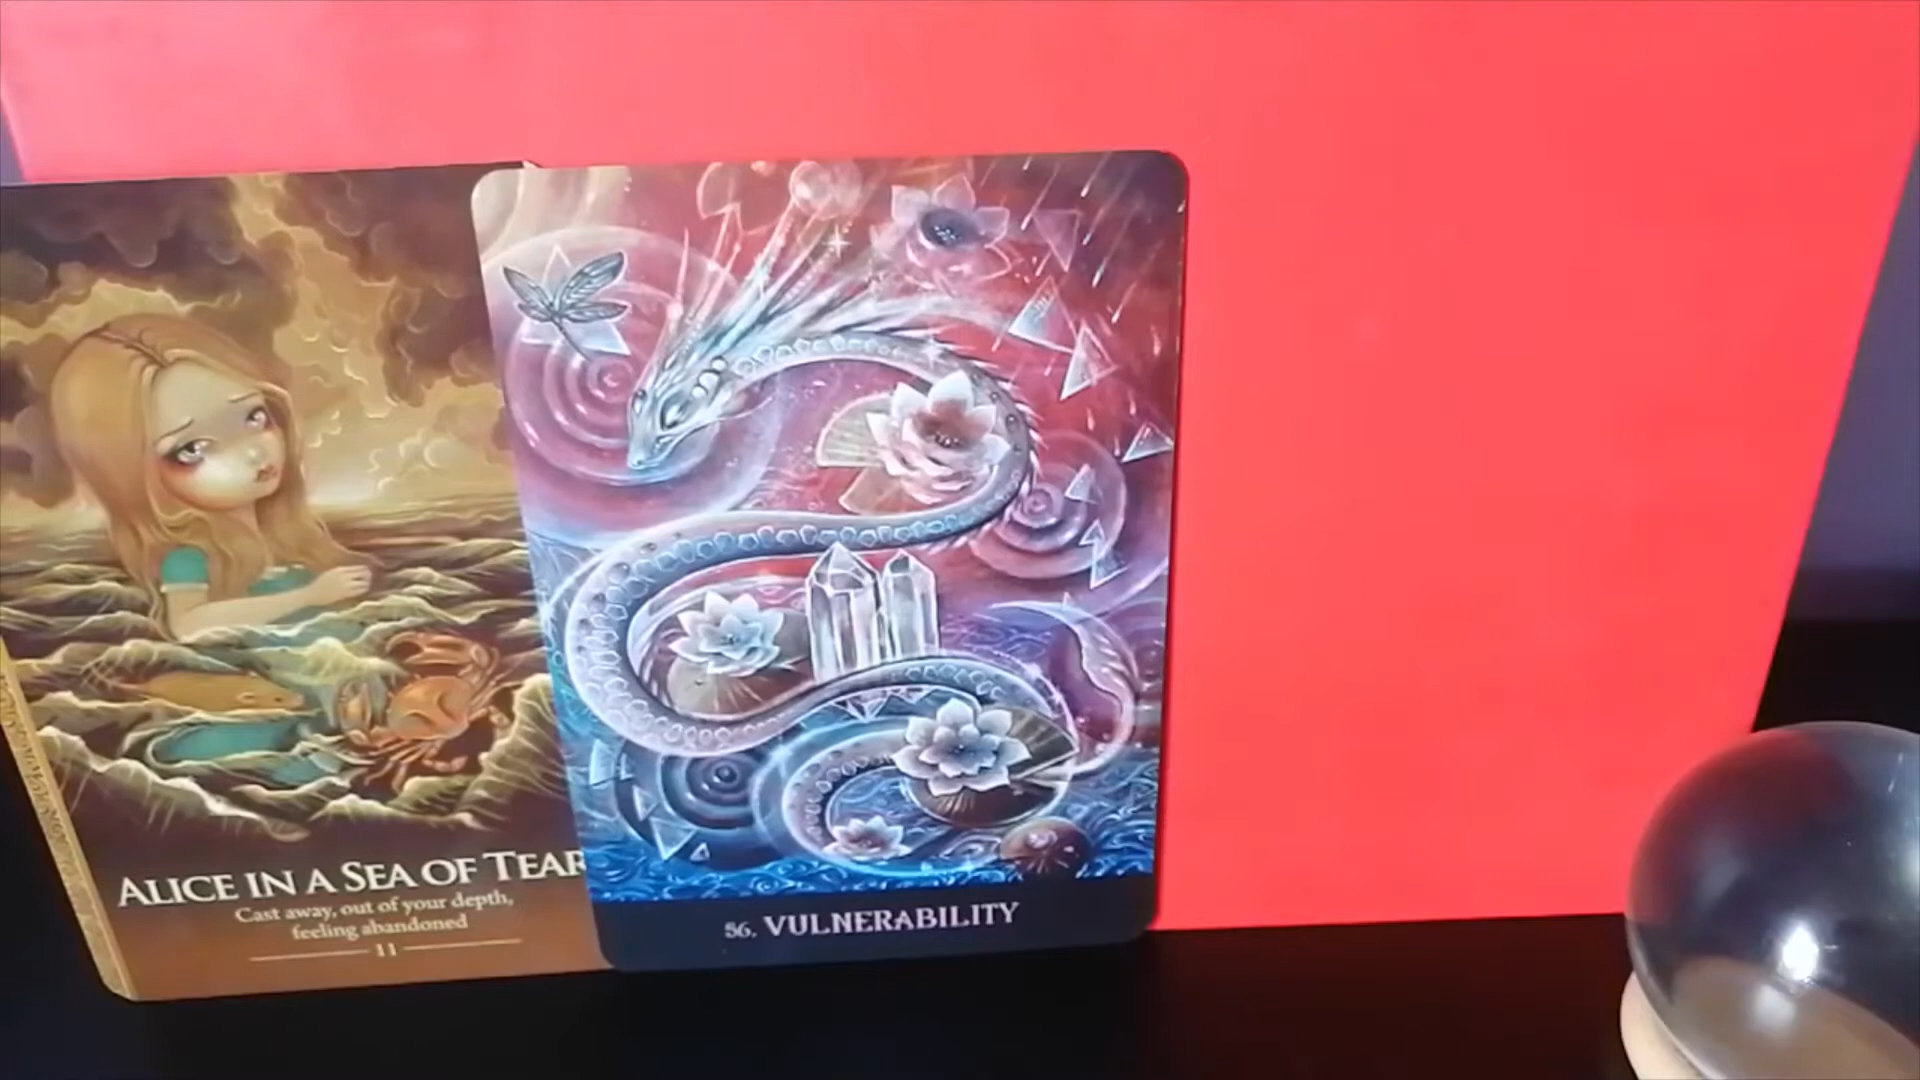 ALICE IN A SEA OF TEAR
Cast away, out of your depth,
feeling abandoned
11
56. VULNERABILITY